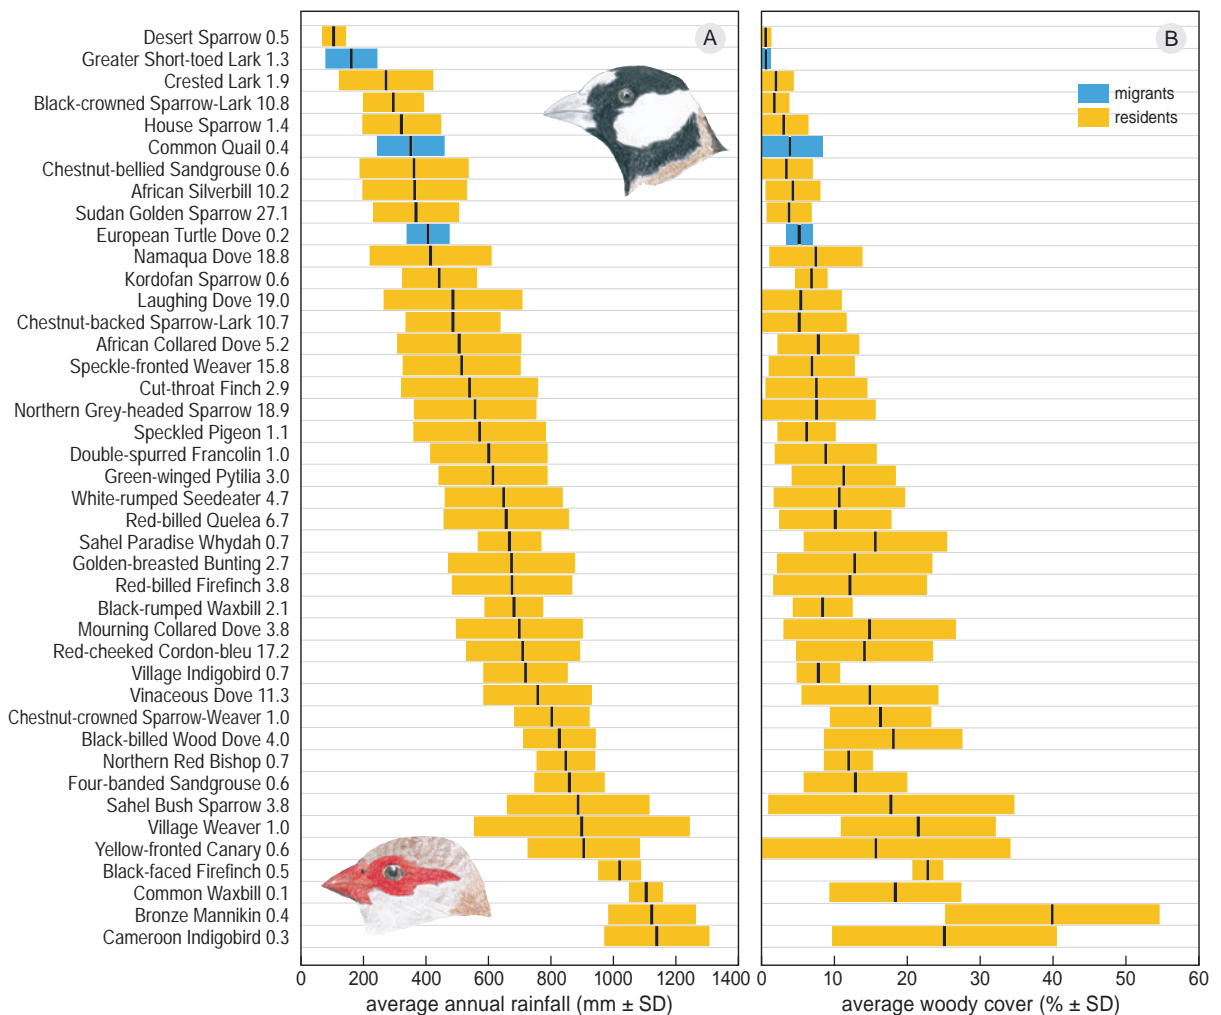 A
B
Desert Sparrow 0.5
Greater Short-toed Lark 1.3
Crested Lark 1.9
Black-crowned Sparrow-Lark 10.8
House Sparrow 1.4
Common Quail 0.4
Chestnut-bellied Sandgrouse 0.6
African Silverbill 10.2
Sudan Golden Sparrow 27.1
European Turtle Dove 0.2
Namaqua Dove 18.8
Kordofan Sparrow 0.6
Laughing Dove 19.0
Chestnut-backed Sparrow-Lark 10.7
African Collared Dove 5.2
Speckle-fronted Weaver 15.8
Cut-throat Finch 2.9
Northern Grey-headed Sparrow 18.9
Speckled Pigeon 1.1
Double-spurred Francolin 1.0
Green-winged Pytilia 3.0
White-rumped Seedeater 4.7
Red-billed Quelea 6.7
Sahel Paradise Whydah 0.7
Golden-breasted Bunting 2.7
Red-billed Firefinch 3.8
Black-rumped Waxbill 2.1
Mourning Collared Dove 3.8
Red-cheeked Cordon-bleu 17.2
Village Indigobird 0.7
Vinaceous Dove 11.3
Chestnut-crowned Sparrow-Weaver 1.0
Black-billed Wood Dove 4.0
Northern Red Bishop 0.7
Four-banded Sandgrouse 0.6
Sahel Bush Sparrow 3.8
Village Weaver 1.0
Yellow-fronted Canary 0.6
Black-faced Firefinch 0.5
Common Waxbill 0.1
Bronze Mannikin 0.4
Cameroon Indigobird 0.3
migrants
residents
0 200 400 600 800 1000 1200 1400
average annual rainfall (mm ± SD)
0 10 20 30 40 50 60
average woody cover (% ± SD)